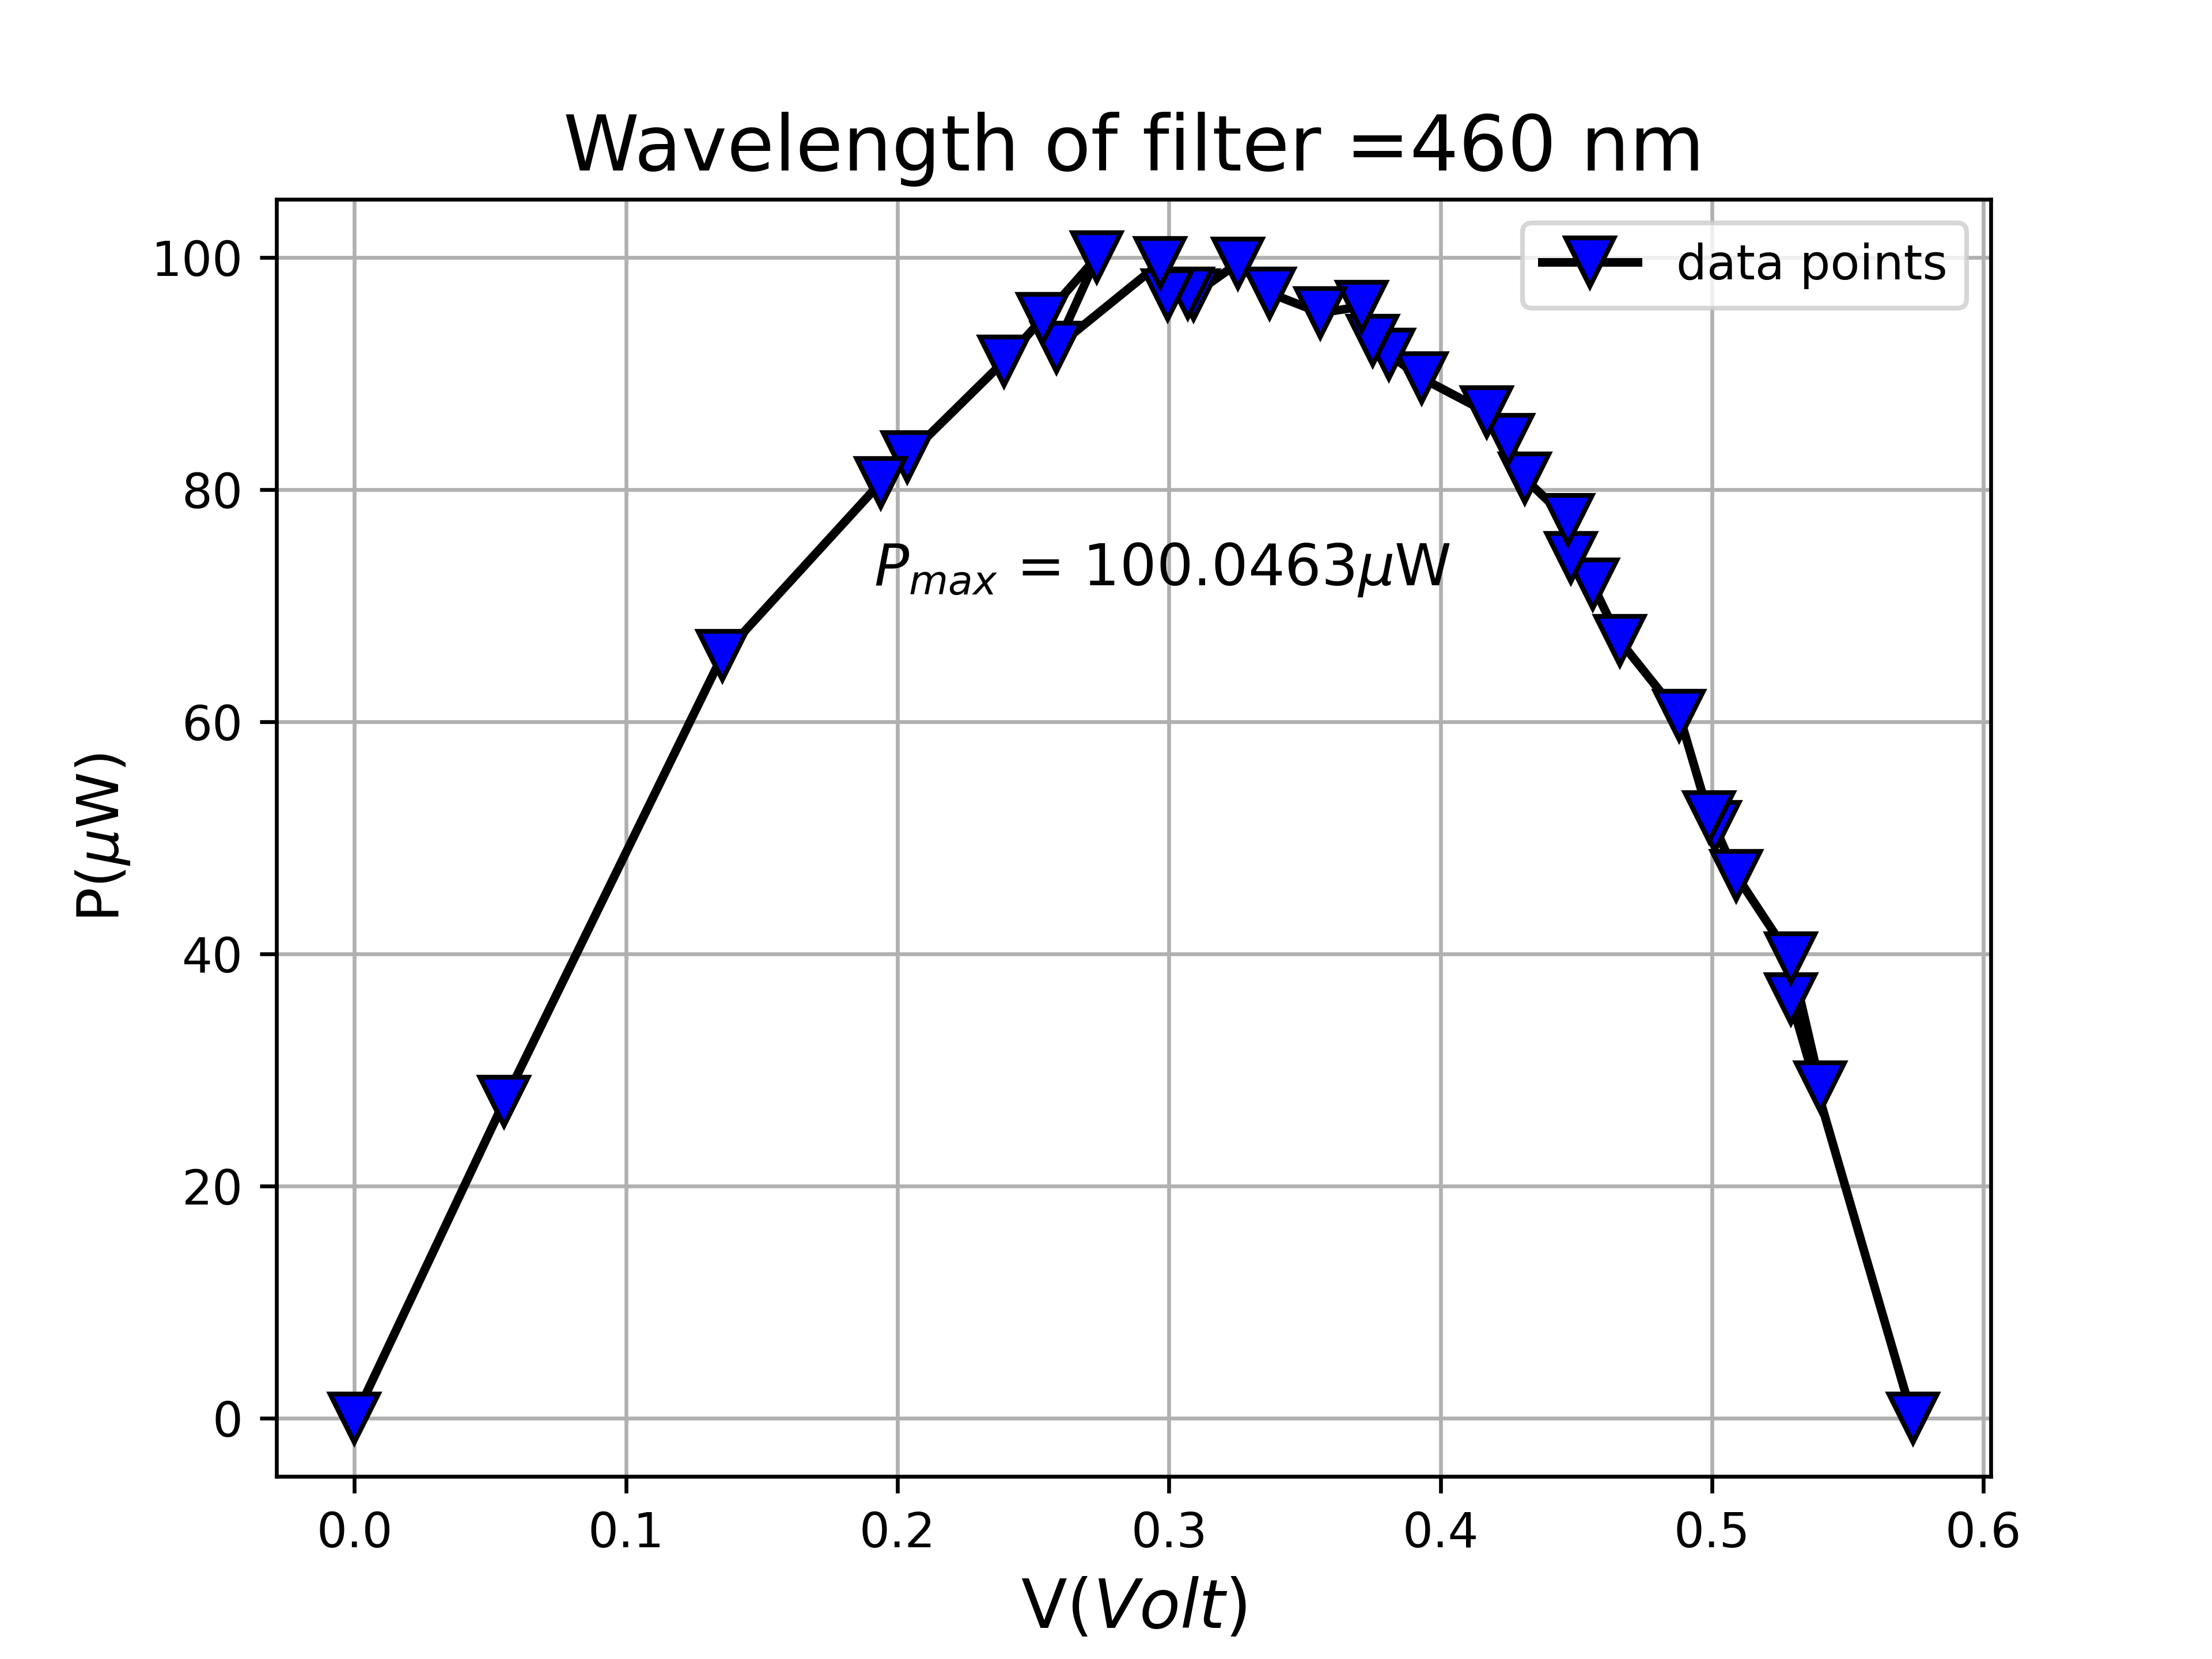 Wavelength of filter =460 nm
data points
P_max = 100.0463μW
P(μW)
100
80
60
40
20
0
0.0 0.1 0.2 0.3 0.4 0.5 0.6
V(Volt)